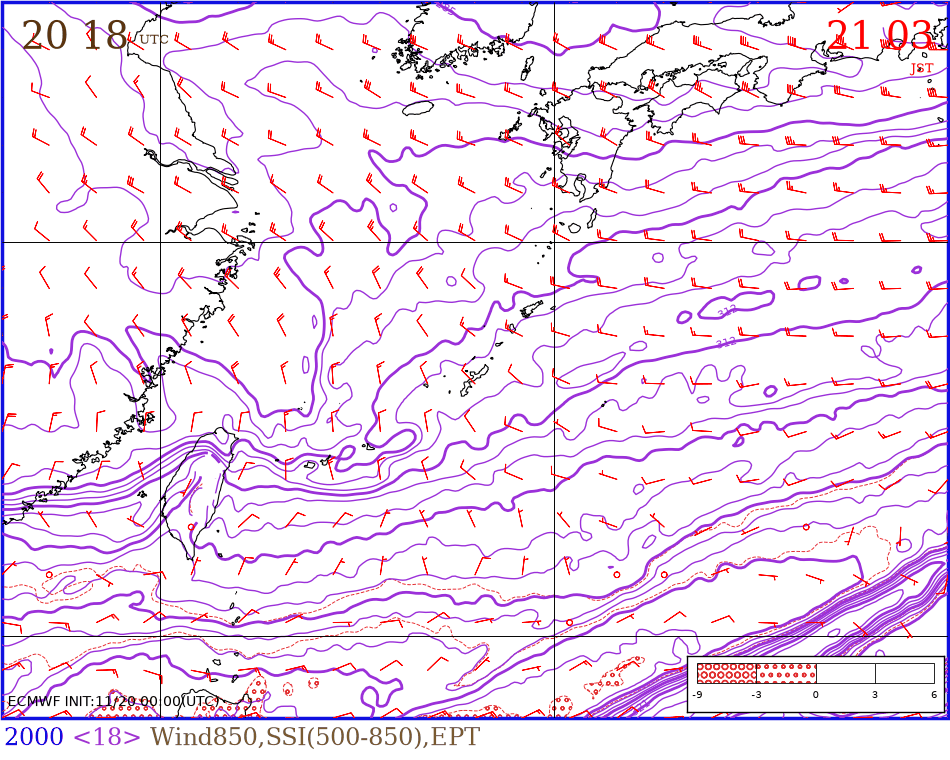 20 18 UTC
21 03
JST
312
312
ECMWF INIT:11/20 00:00(UTC)
-9 -3 0 3 6
2000 <18> Wind850,SSI(500-850),EPT